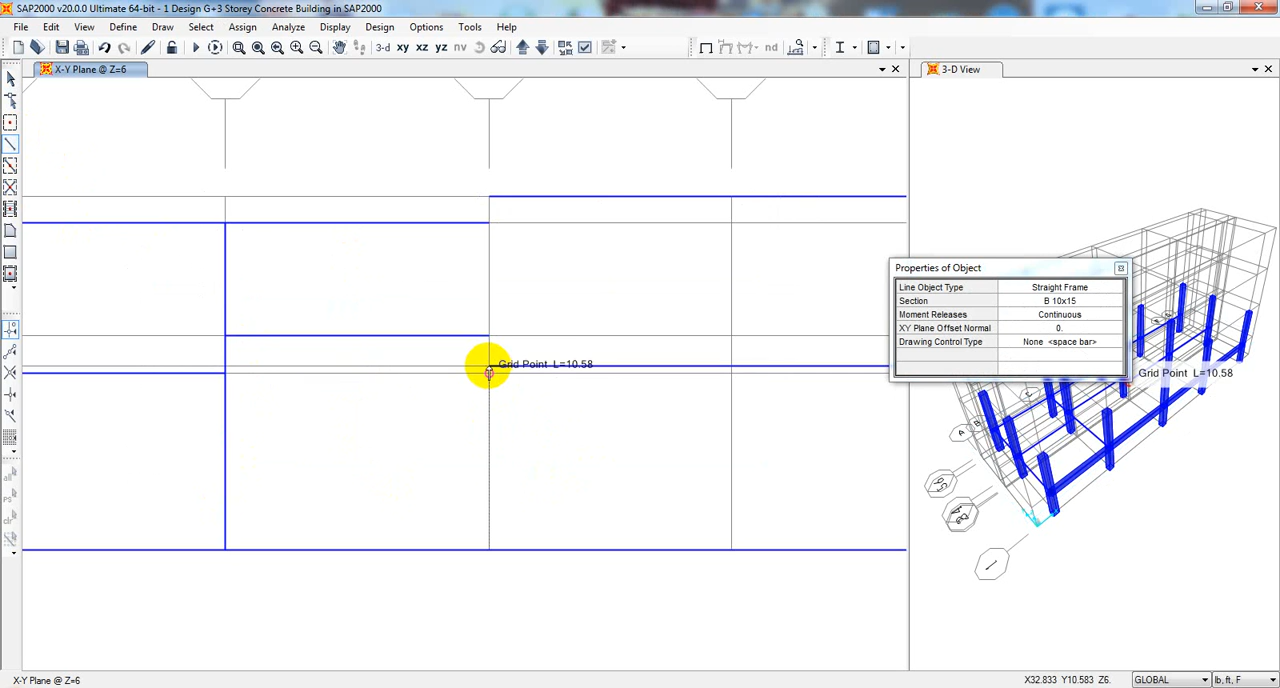 SAP2000 v20.0.0 Ultimate 64-bit - 1 Design G+3 Storey Concrete Building in SAP2000
File Edit View Define Draw Select Assign Analyze Display Design Options Tools Help
3-d xy xz yz nv nd
X-Y Plane @ Z=6
3-D View
Properties of Object
Line Object Type Straight Frame
Section B 10x15
Moment Releases Continuous
XY Plane Offset Normal 0.
Drawing Control Type None <space bar>
Grid Point L=10.58
Grid Point L=10.58
all
PS
clr
X-Y Plane @ Z=6
X32.833 Y10.583 Z6.
GLOBAL
lb, ft, F